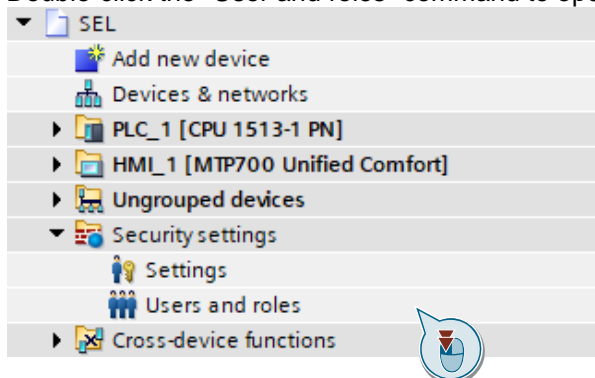 Double-click the "User and roles" command to ope
SEL
Add new device
Devices & networks
PLC_1 [CPU 1513-1 PN]
HMI_1 [MTP700 Unified Comfort]
Ungrouped devices
Security settings
Settings
Users and roles
Cross-device functions